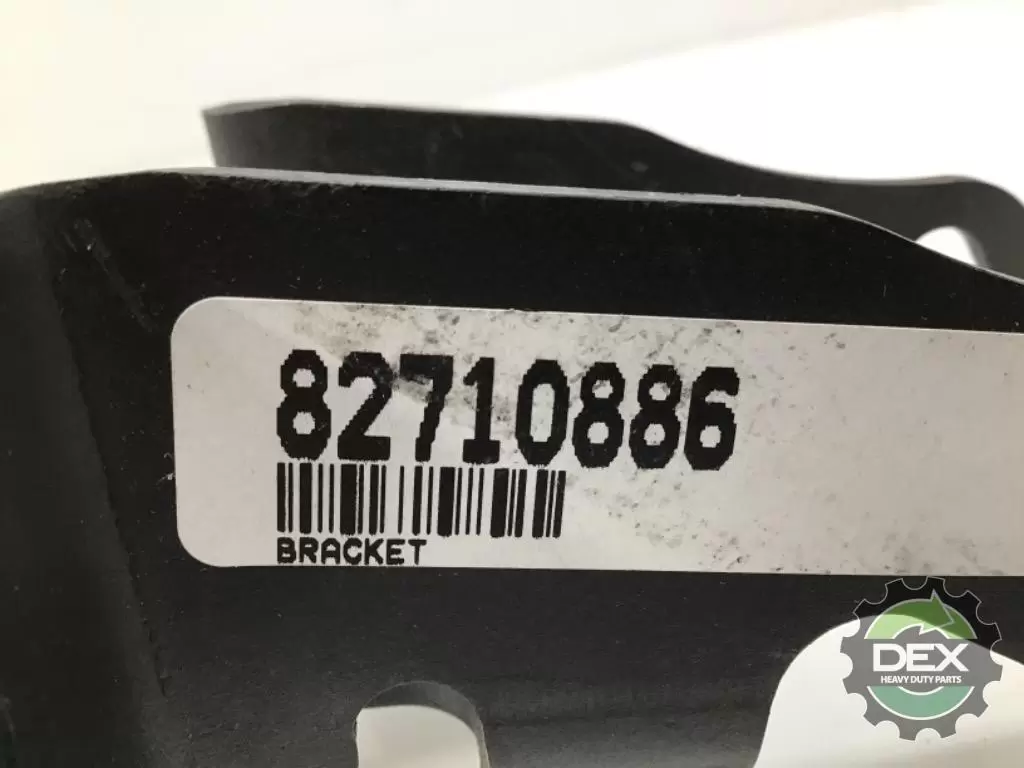 82710886
BRACKET
DEX
HEAVY DUTY PARTS